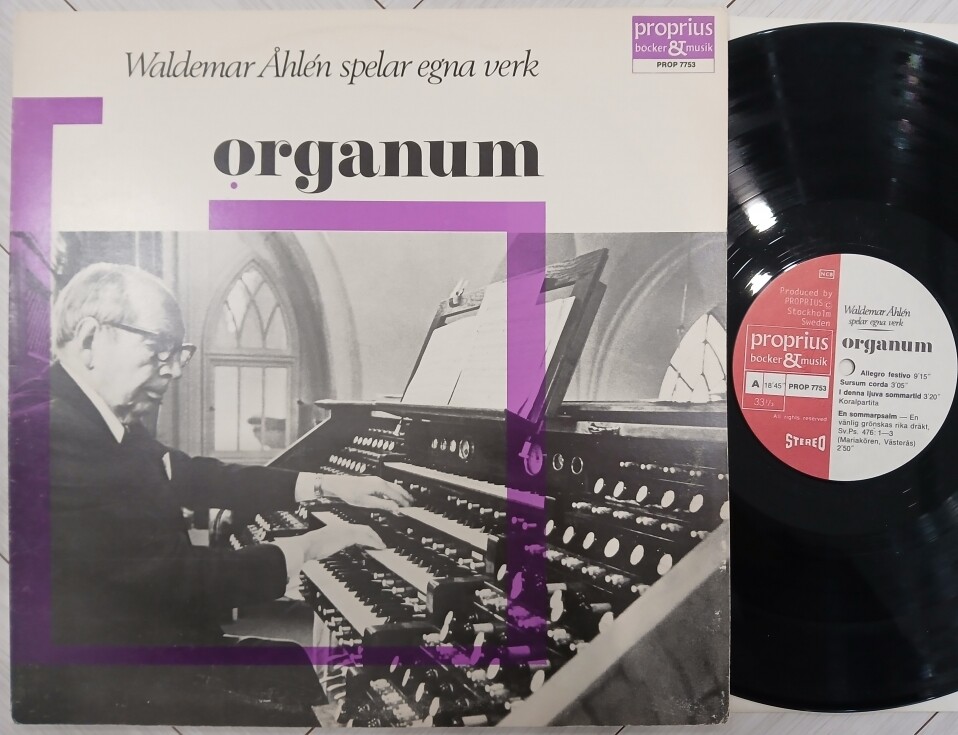 Waldemar Åhlén spelar egna verk
organum
proprius
böcker & musik
PROP 7753
NCB
Produced by
PROPRIUS c
Stockholm
Sweden
proprius
böcker & musik
A 18'45" PROP 7753
33 1/3
All rights reserved
STEREO
Waldemar Åhlén
spelar egna verk
organum
Allegro festivo 9'15"
Sursum corda 3'05"
I denna ljuva sommartid 3'20"
Koralpartita
En sommarpsalm — En
vänlig grönskas rika dräkt,
Sv.Ps. 476: 1—3
(Mariakören, Västerås)
2'50"